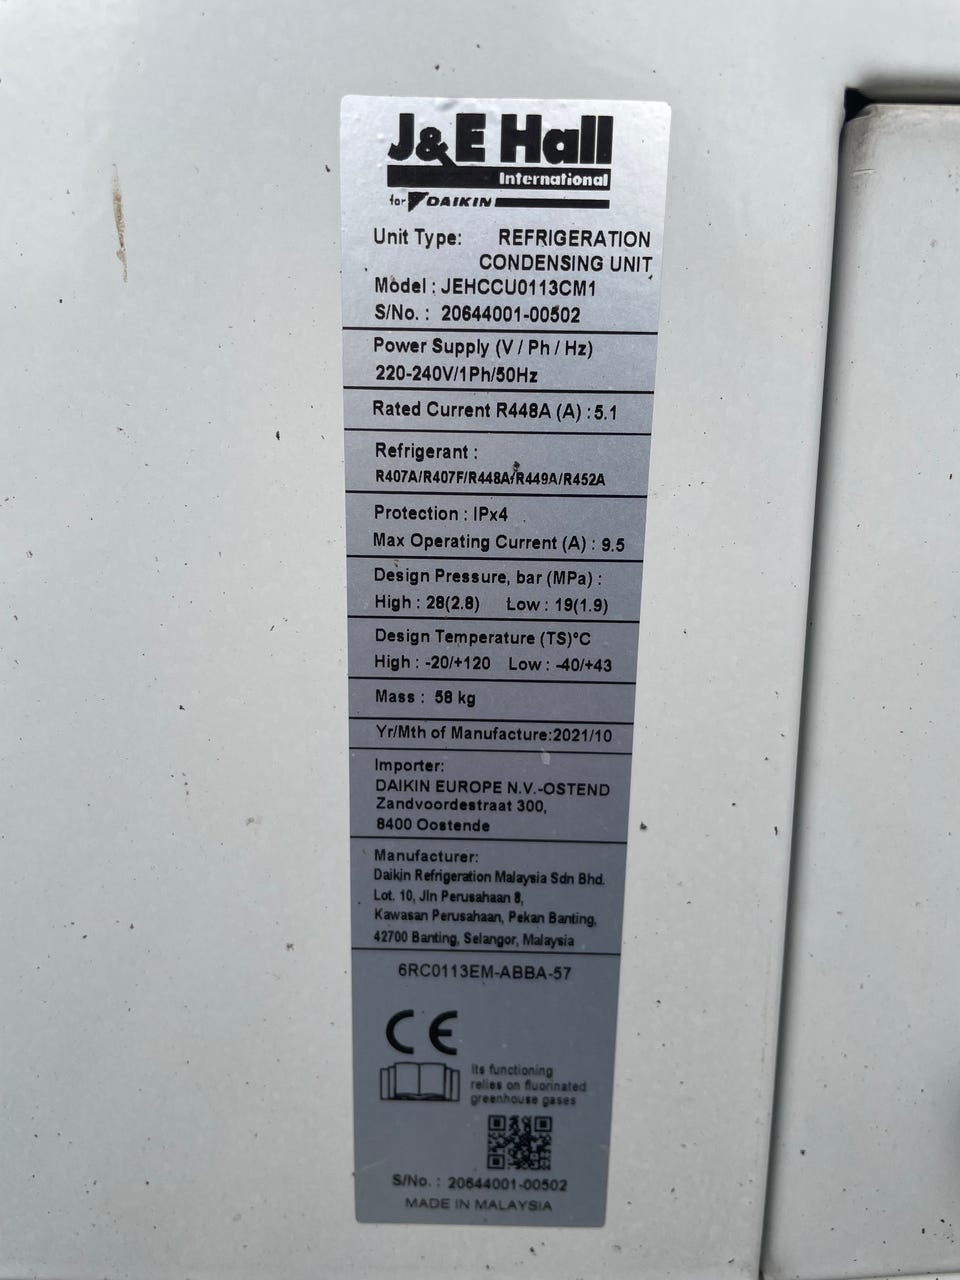 J&E Hall
International
for DAIKIN
Unit Type: REFRIGERATION
CONDENSING UNIT
Model : JEHCCU0113CM1
S/No. : 20644001-00502
Power Supply (V / Ph / Hz)
220-240V/1Ph/50Hz
Rated Current R448A (A) : 5.1
Refrigerant :
R407A/R407F/R448A/R449A/R452A
Protection : IPx4
Max Operating Current (A) : 9.5
Design Pressure, bar (MPa) :
High : 28(2.8) Low : 19(1.9)
Design Temperature (TS)°C
High : -20/+120 Low : -40/+43
Mass : 58 kg
Yr/Mth of Manufacture:2021/10
Importer:
DAIKIN EUROPE N.V.-OSTEND
Zandvoordestraat 300,
8400 Oostende
Manufacturer:
Daikin Refrigeration Malaysia Sdn Bhd.
Lot. 10, Jln Perusahaan 8,
Kawasan Perusahaan, Pekan Banting,
42700 Banting, Selangor, Malaysia
6RC0113EM-ABBA-57
CE
Its functioning
relies on fluorinated
greenhouse gases
S/No. : 20644001-00502
MADE IN MALAYSIA